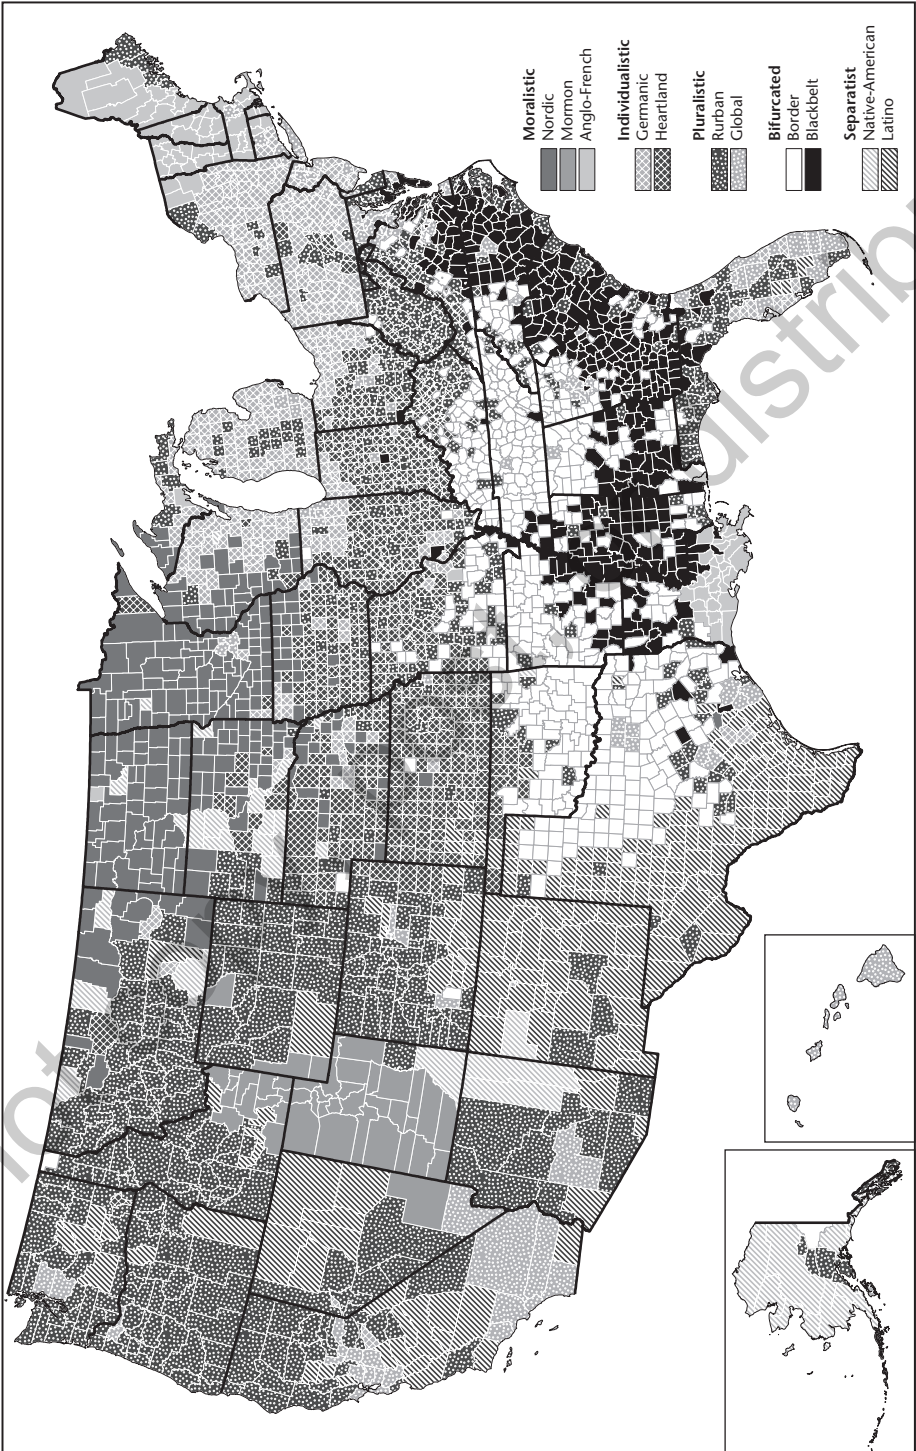 Moralistic
Nordic
Mormon
Anglo-French
Individualistic
Germanic
Heartland
Pluralistic
Rurban
Global
Bifurcated
Border
Blackbelt
Separatist
Native-American
Latino